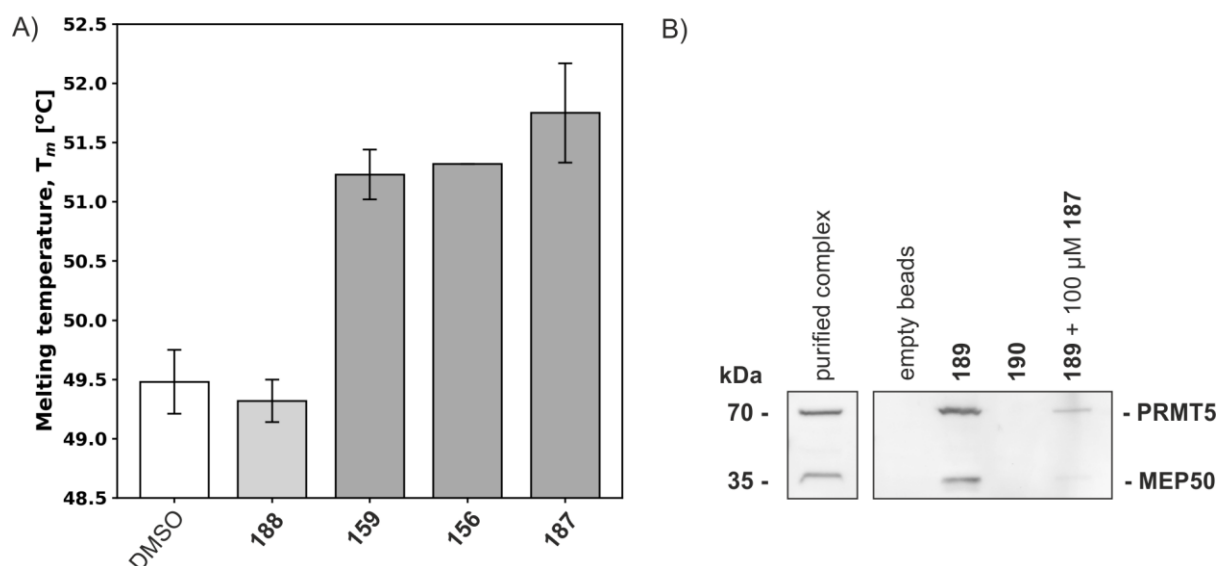 A)
Melting temperature, Tm [°C]
52.5
52.0
51.5
51.0
50.5
50.0
49.5
49.0
48.5
DMSO
188
159
156
187
B)
purified complex
empty beads
189
190
189 + 100 µM 187
kDa
70 -
35 -
- PRMT5
- MEP50